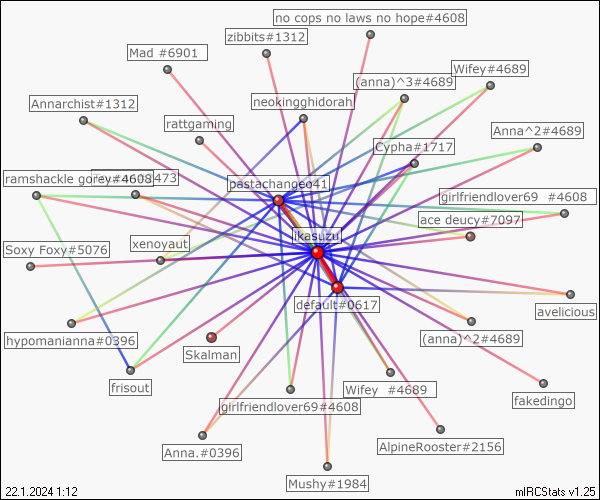 no cops no laws no hope#4608
zibbits#1312
Mad #6901
(anna)^3#4689
Wifey#4689
Annarchist#1312
neokingghidorah
rattgaming
Anna^2#4689
Cypha#1717
ramshackle gorey#4608
473
pastachangeo41
girlfriendlover69 #4608
ace deucy#7097
ikasuzu
Soxy Foxy#5076
xenoyaut
default#0617
avelicious
hypomanianna#0396
(anna)^2#4689
Skalman
frisout
Wifey #4689
fakedingo
girlfriendlover69#4608
Anna.#0396
AlpineRooster#2156
Mushy#1984
22.1.2024 1:12
mIRCStats v1.25